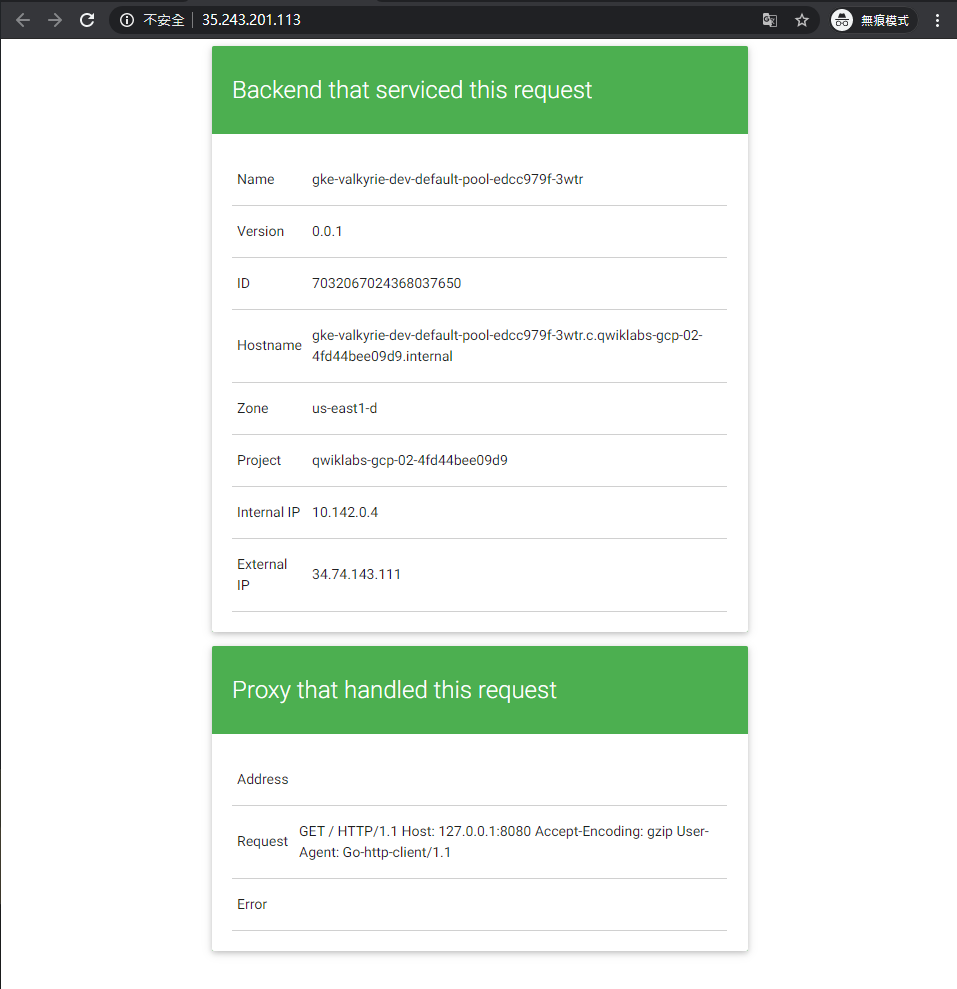 不安全 35.243.201.113 無痕模式
Backend that serviced this request
Name gke-valkyrie-dev-default-pool-edcc979f-3wtr
Version 0.0.1
ID 7032067024368037650
Hostname gke-valkyrie-dev-default-pool-edcc979f-3wtr.c.qwiklabs-gcp-02-
4fd44bee09d9.internal
Zone us-east1-d
Project qwiklabs-gcp-02-4fd44bee09d9
Internal IP 10.142.0.4
External
IP 34.74.143.111
Proxy that handled this request
Address
Request GET / HTTP/1.1 Host: 127.0.0.1:8080 Accept-Encoding: gzip User-
Agent: Go-http-client/1.1
Error